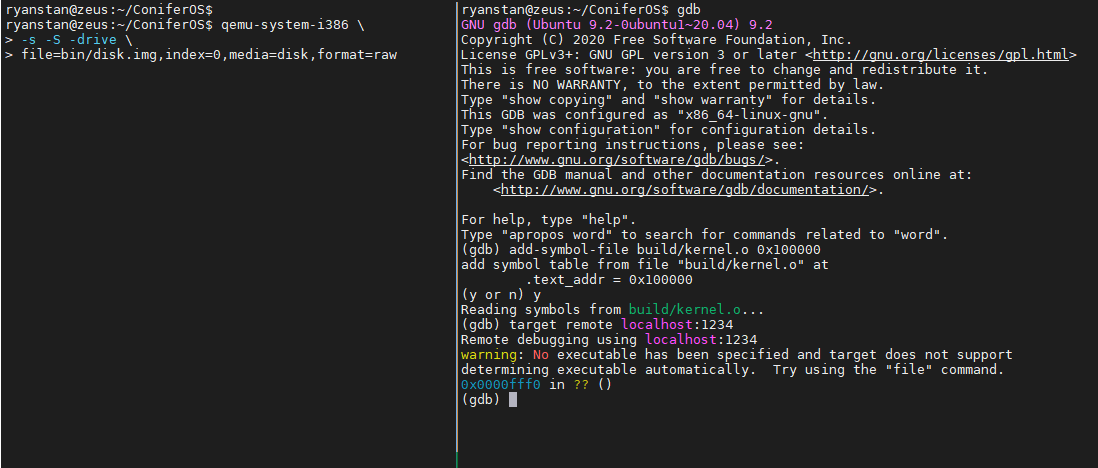 ryanstan@zeus:~/ConiferOS$
ryanstan@zeus:~/ConiferOS$ qemu-system-i386 \
> -s -S -drive \
> file=bin/disk.img,index=0,media=disk,format=raw
ryanstan@zeus:~/ConiferOS$ gdb
GNU gdb (Ubuntu 9.2-0ubuntu1~20.04) 9.2
Copyright (C) 2020 Free Software Foundation, Inc.
License GPLv3+: GNU GPL version 3 or later <http://gnu.org/licenses/gpl.html>
This is free software: you are free to change and redistribute it.
There is NO WARRANTY, to the extent permitted by law.
Type "show copying" and "show warranty" for details.
This GDB was configured as "x86_64-linux-gnu".
Type "show configuration" for configuration details.
For bug reporting instructions, please see:
<http://www.gnu.org/software/gdb/bugs/>.
Find the GDB manual and other documentation resources online at:
    <http://www.gnu.org/software/gdb/documentation/>.
For help, type "help".
Type "apropos word" to search for commands related to "word".
(gdb) add-symbol-file build/kernel.o 0x100000
add symbol table from file "build/kernel.o" at
        .text_addr = 0x100000
(y or n) y
Reading symbols from build/kernel.o...
(gdb) target remote localhost:1234
Remote debugging using localhost:1234
warning: No executable has been specified and target does not support
determining executable automatically.  Try using the "file" command.
0x0000fff0 in ?? ()
(gdb)